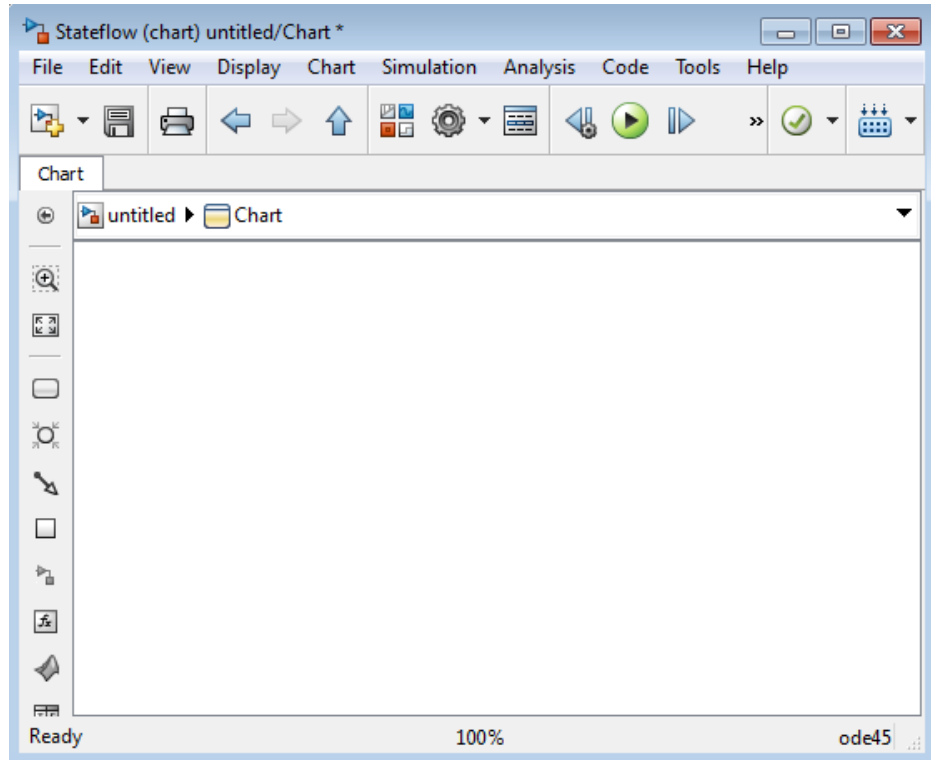 Stateflow (chart) untitled/Chart *
File Edit View Display Chart Simulation Analysis Code Tools Help
»
Chart
untitled Chart
fx
Ready 100% ode45